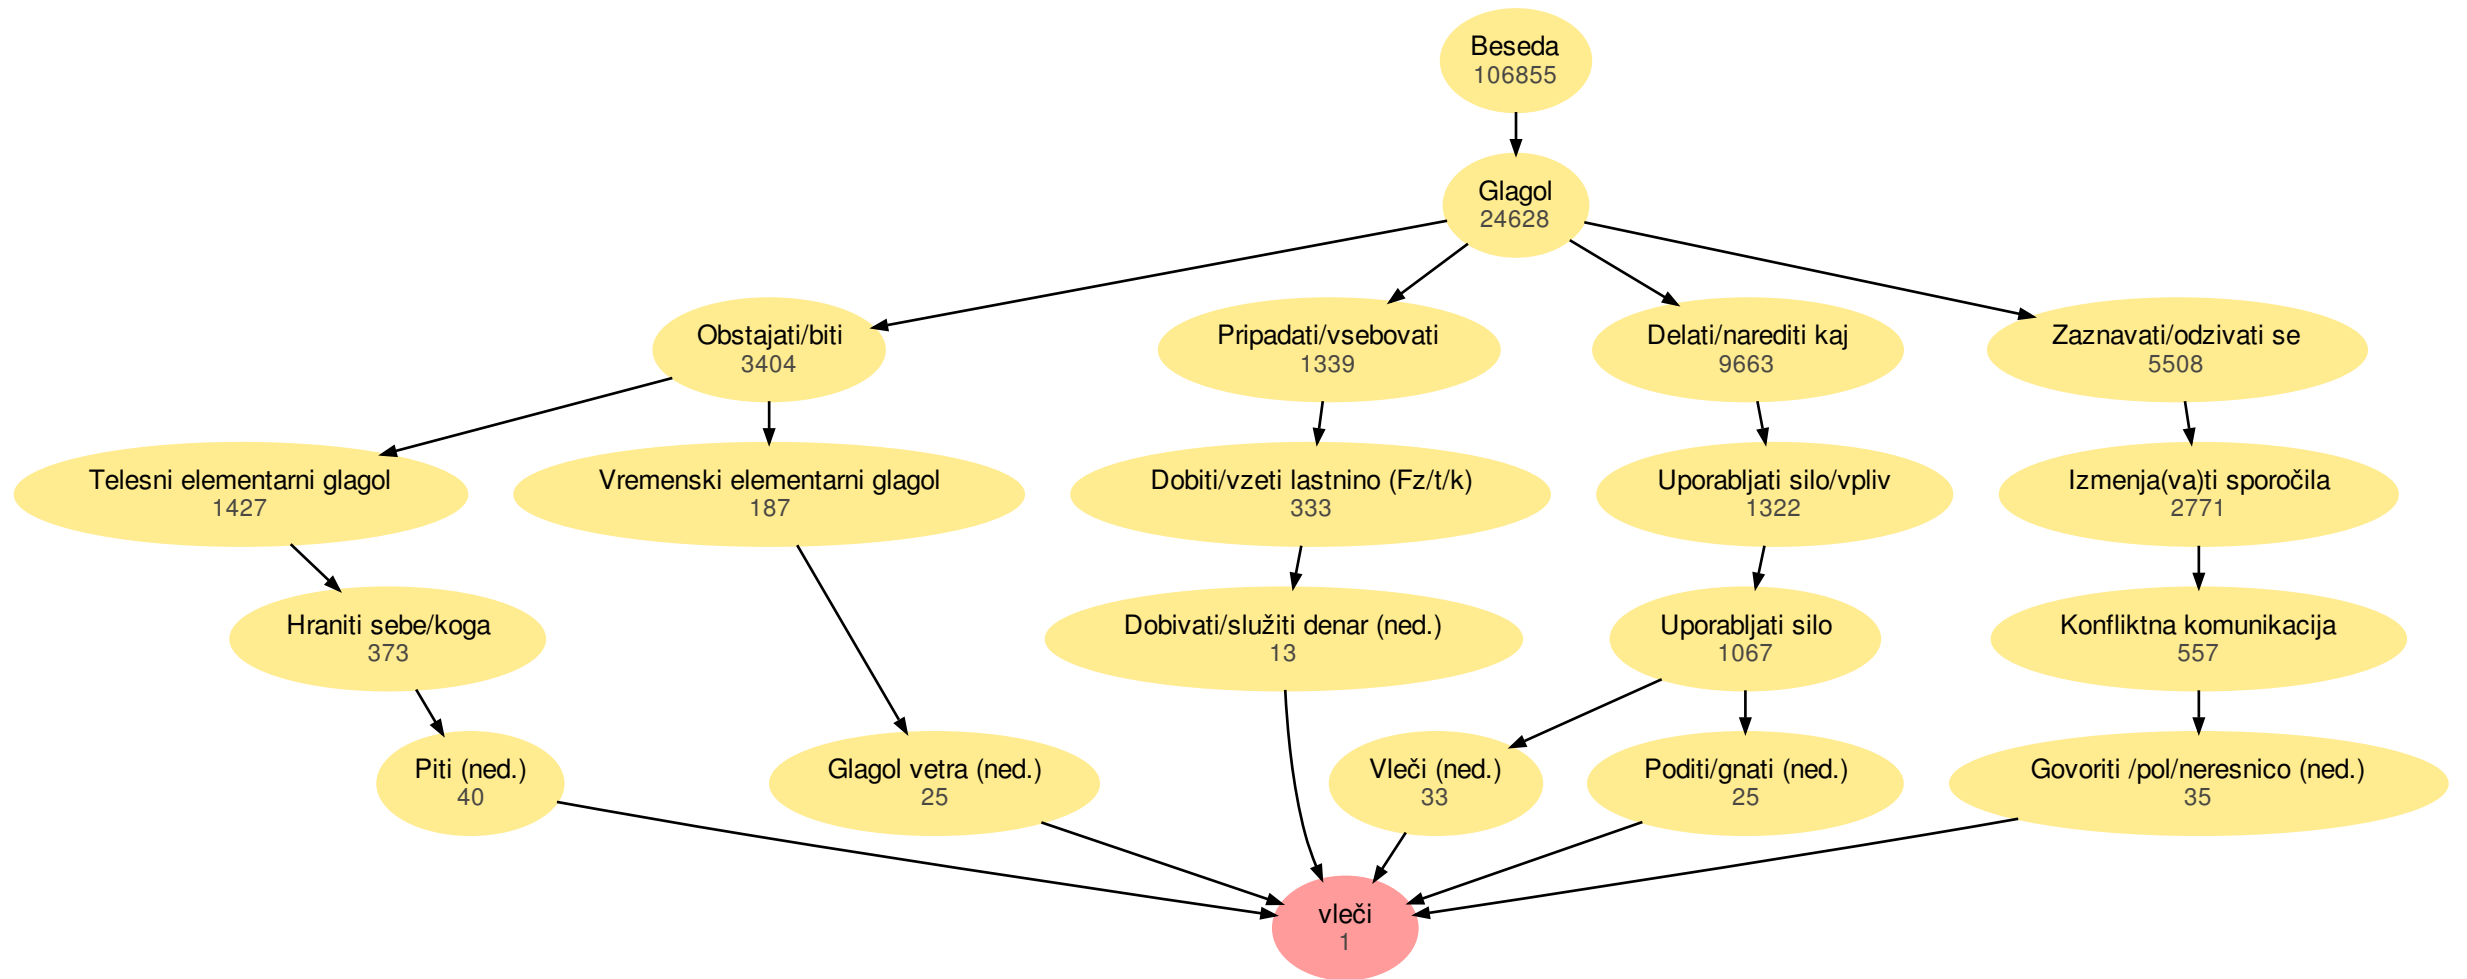 Beseda
106855
Glagol
24628
Obstajati/biti
3404
Pripadati/vsebovati
1339
Delati/narediti kaj
9663
Zaznavati/odzivati se
5508
Telesni elementarni glagol
1427
Vremenski elementarni glagol
187
Dobiti/vzeti lastnino (Fz/t/k)
333
Uporabljati silo/vpliv
1322
Izmenja(va)ti sporočila
2771
Hraniti sebe/koga
373
Dobivati/služiti denar (ned.)
13
Uporabljati silo
1067
Konfliktna komunikacija
557
Piti (ned.)
40
Glagol vetra (ned.)
25
Vleči (ned.)
33
Poditi/gnati (ned.)
25
Govoriti /pol/neresnico (ned.)
35
vleči
1